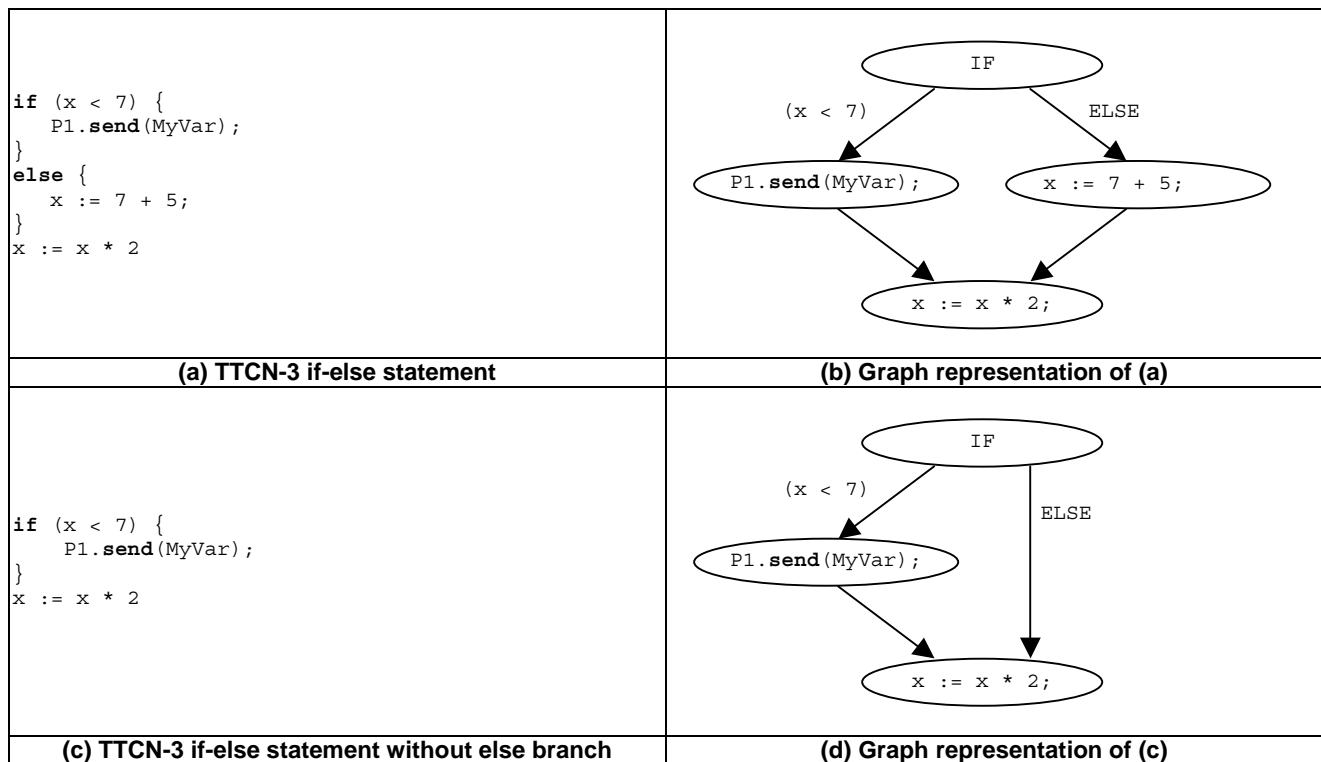 if (x < 7) {
   P1.send(MyVar);
}
else {
   x := 7 + 5;
}
x := x * 2
IF
(x < 7)
ELSE
P1.send(MyVar);
x := 7 + 5;
x := x * 2;
(a) TTCN-3 if-else statement
(b) Graph representation of (a)
if (x < 7) {
    P1.send(MyVar);
}
x := x * 2
IF
(x < 7)
ELSE
P1.send(MyVar);
x := x * 2;
(c) TTCN-3 if-else statement without else branch
(d) Graph representation of (c)